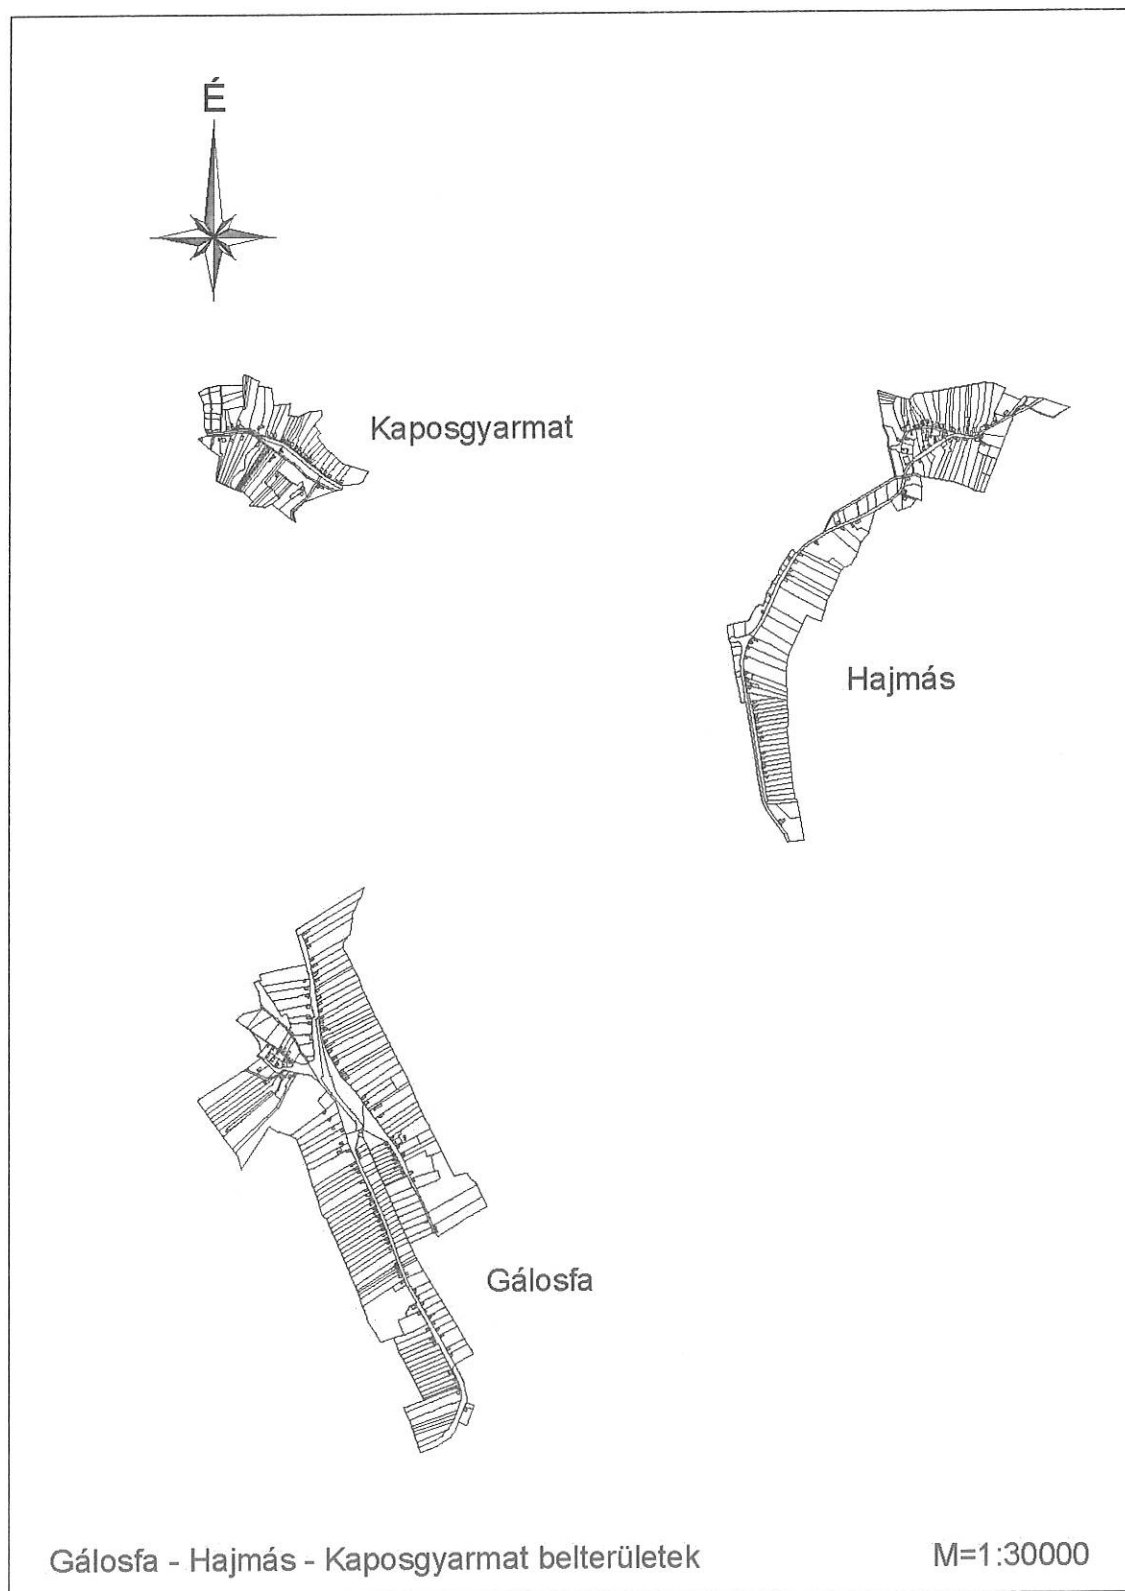 É
Kaposgyarmat
Hajmás
Gálosfa
Gálosfa - Hajmás - Kaposgyarmat belterületek
M=1:30000